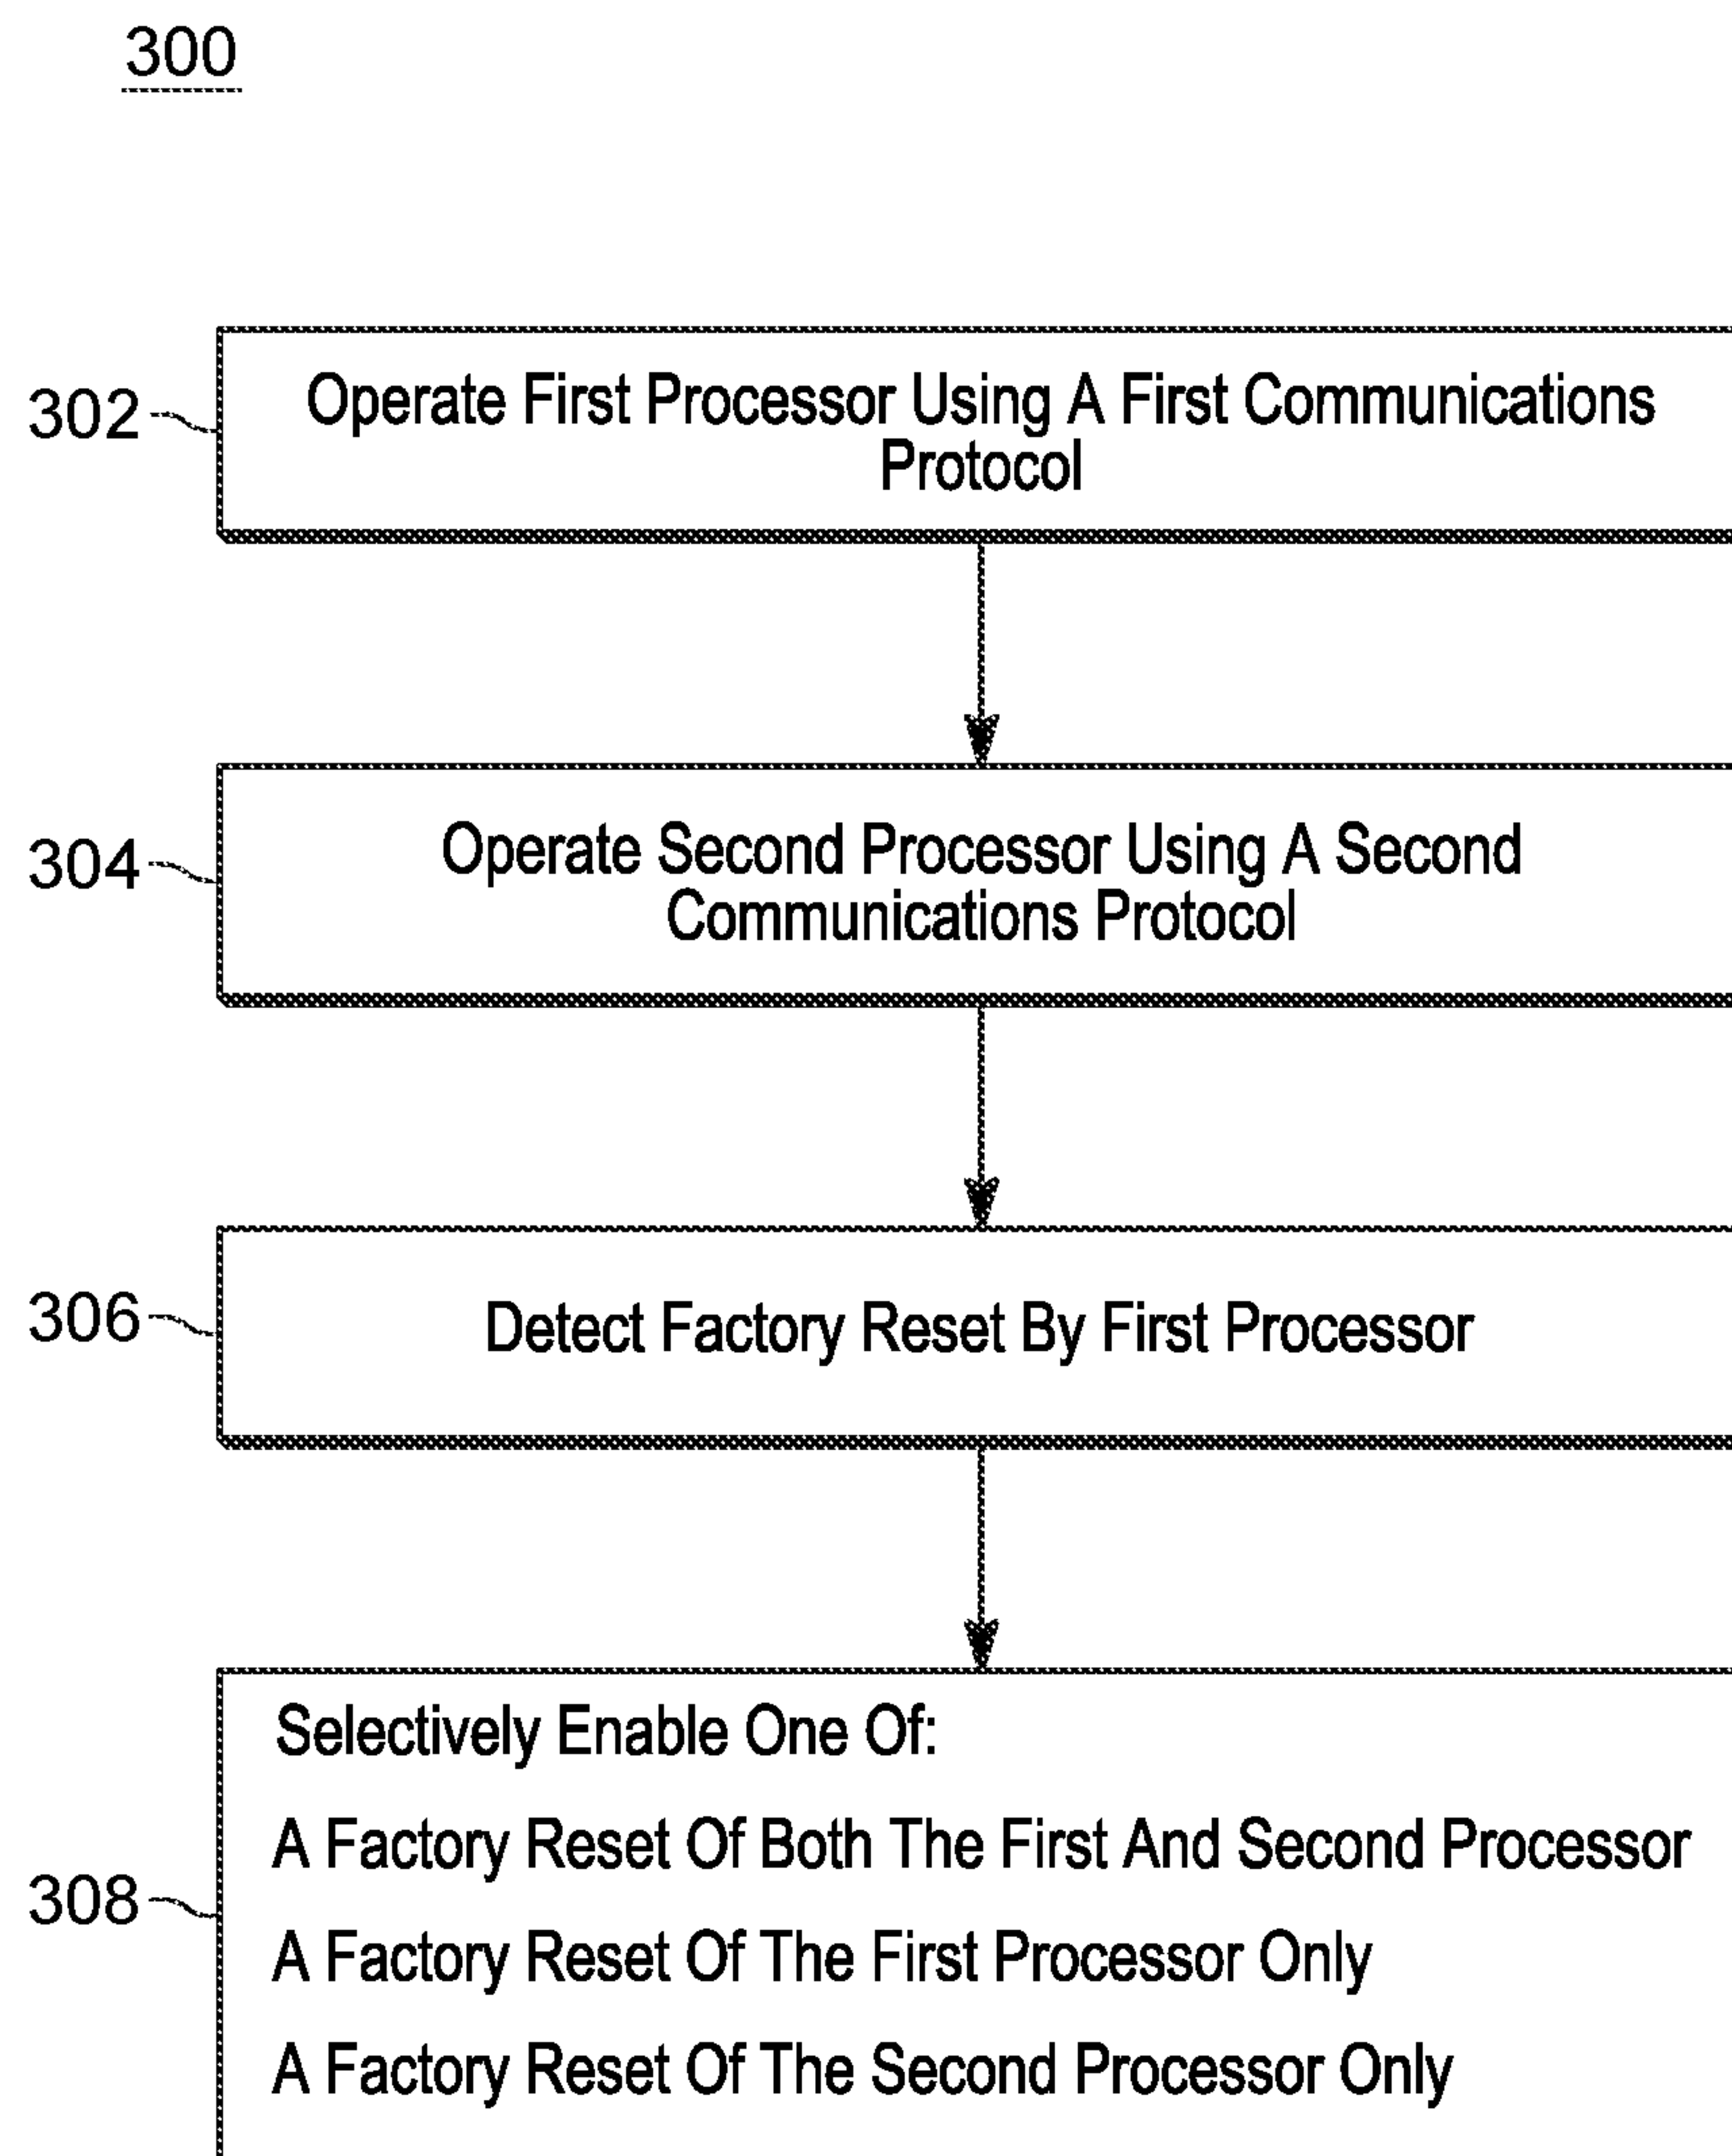 300
302
Operate First Processor Using A First Communications
Protocol
304
Operate Second Processor Using A Second
Communications Protocol
306
Detect Factory Reset By First Processor
308
Selectively Enable One Of:
A Factory Reset Of Both The First And Second Processor
A Factory Reset Of The First Processor Only
A Factory Reset Of The Second Processor Only